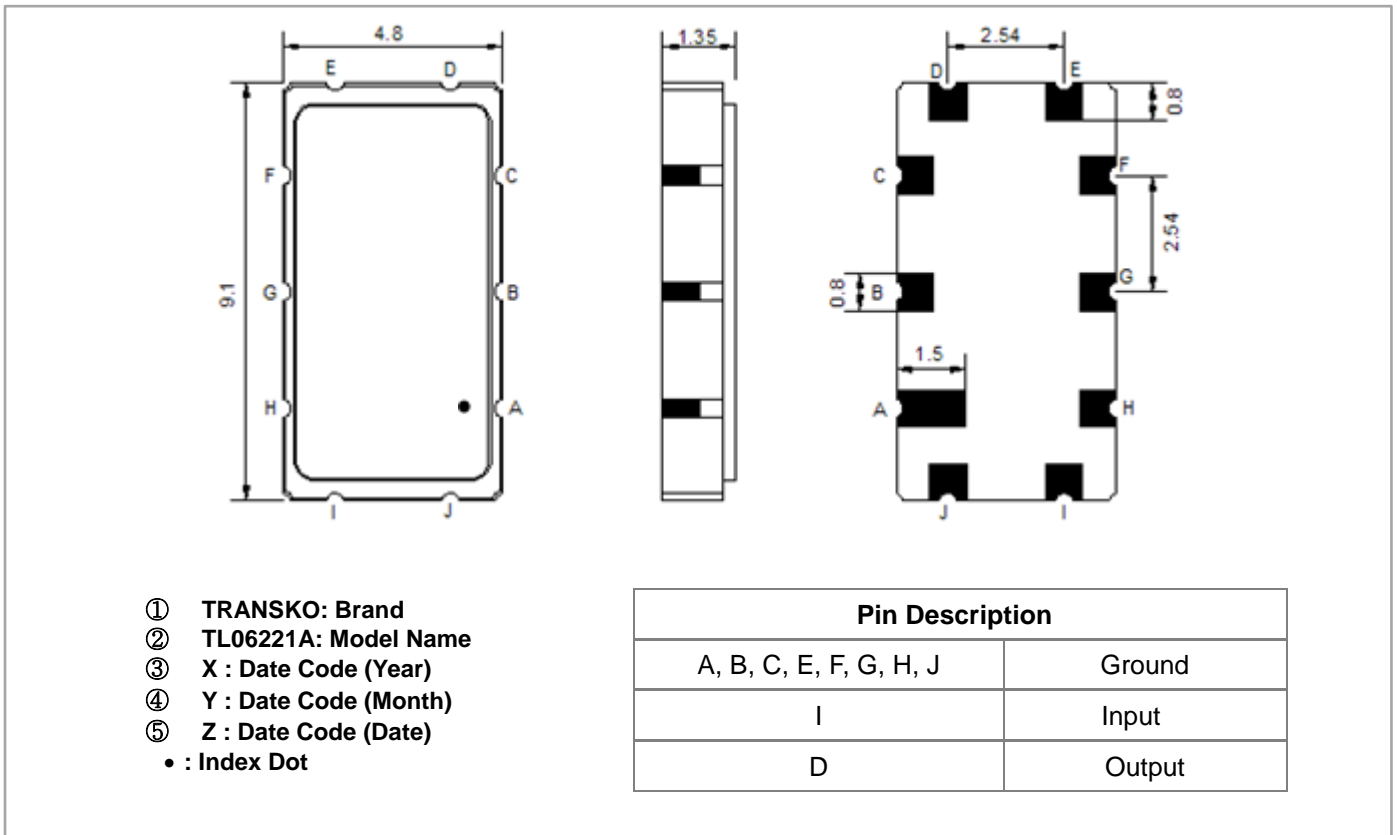 4.8
1.35
2.54
E D
D E
0.8
F C
C F
2.54
9.1
G B
0.8 B G
1.5
H A
A H
I J
J I
① TRANSKO: Brand
② TL06221A: Model Name
③ X : Date Code (Year)
④ Y : Date Code (Month)
⑤ Z : Date Code (Date)
• : Index Dot
Pin Description
A, B, C, E, F, G, H, J Ground
I Input
D Output